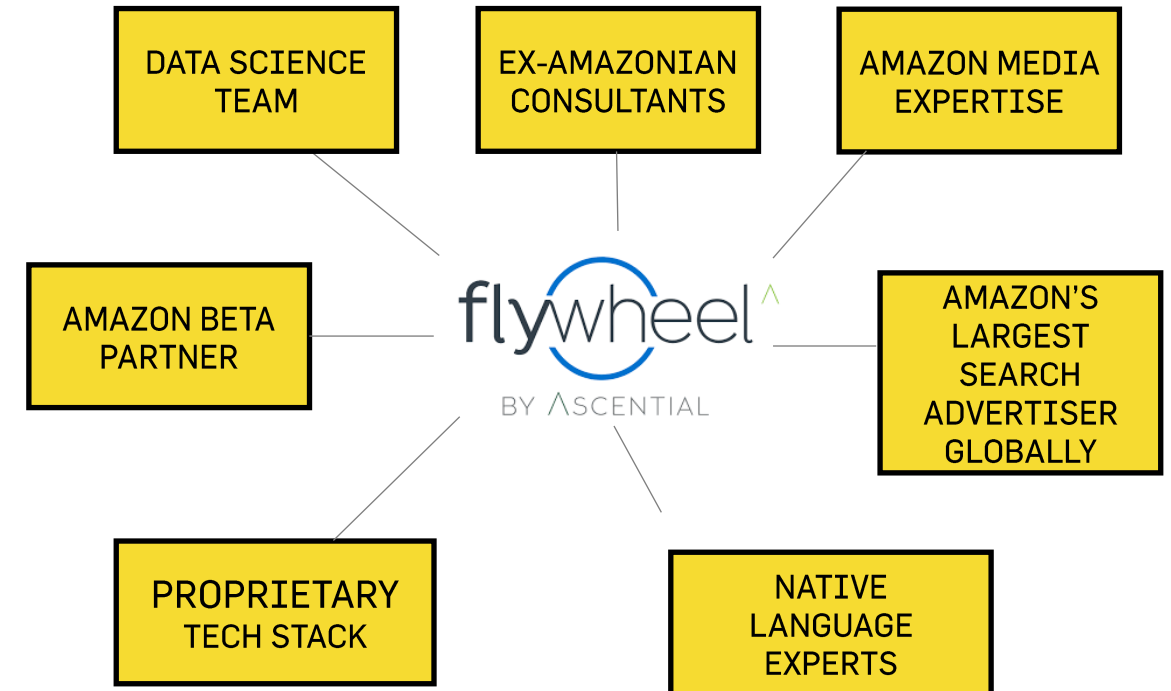 DATA SCIENCE
TEAM
EX-AMAZONIAN
CONSULTANTS
AMAZON MEDIA
EXPERTISE
AMAZON BETA
PARTNER
flywheel
BY ASCENTIAL
AMAZON’S
LARGEST
SEARCH
ADVERTISER
GLOBALLY
PROPRIETARY
TECH STACK
NATIVE
LANGUAGE
EXPERTS